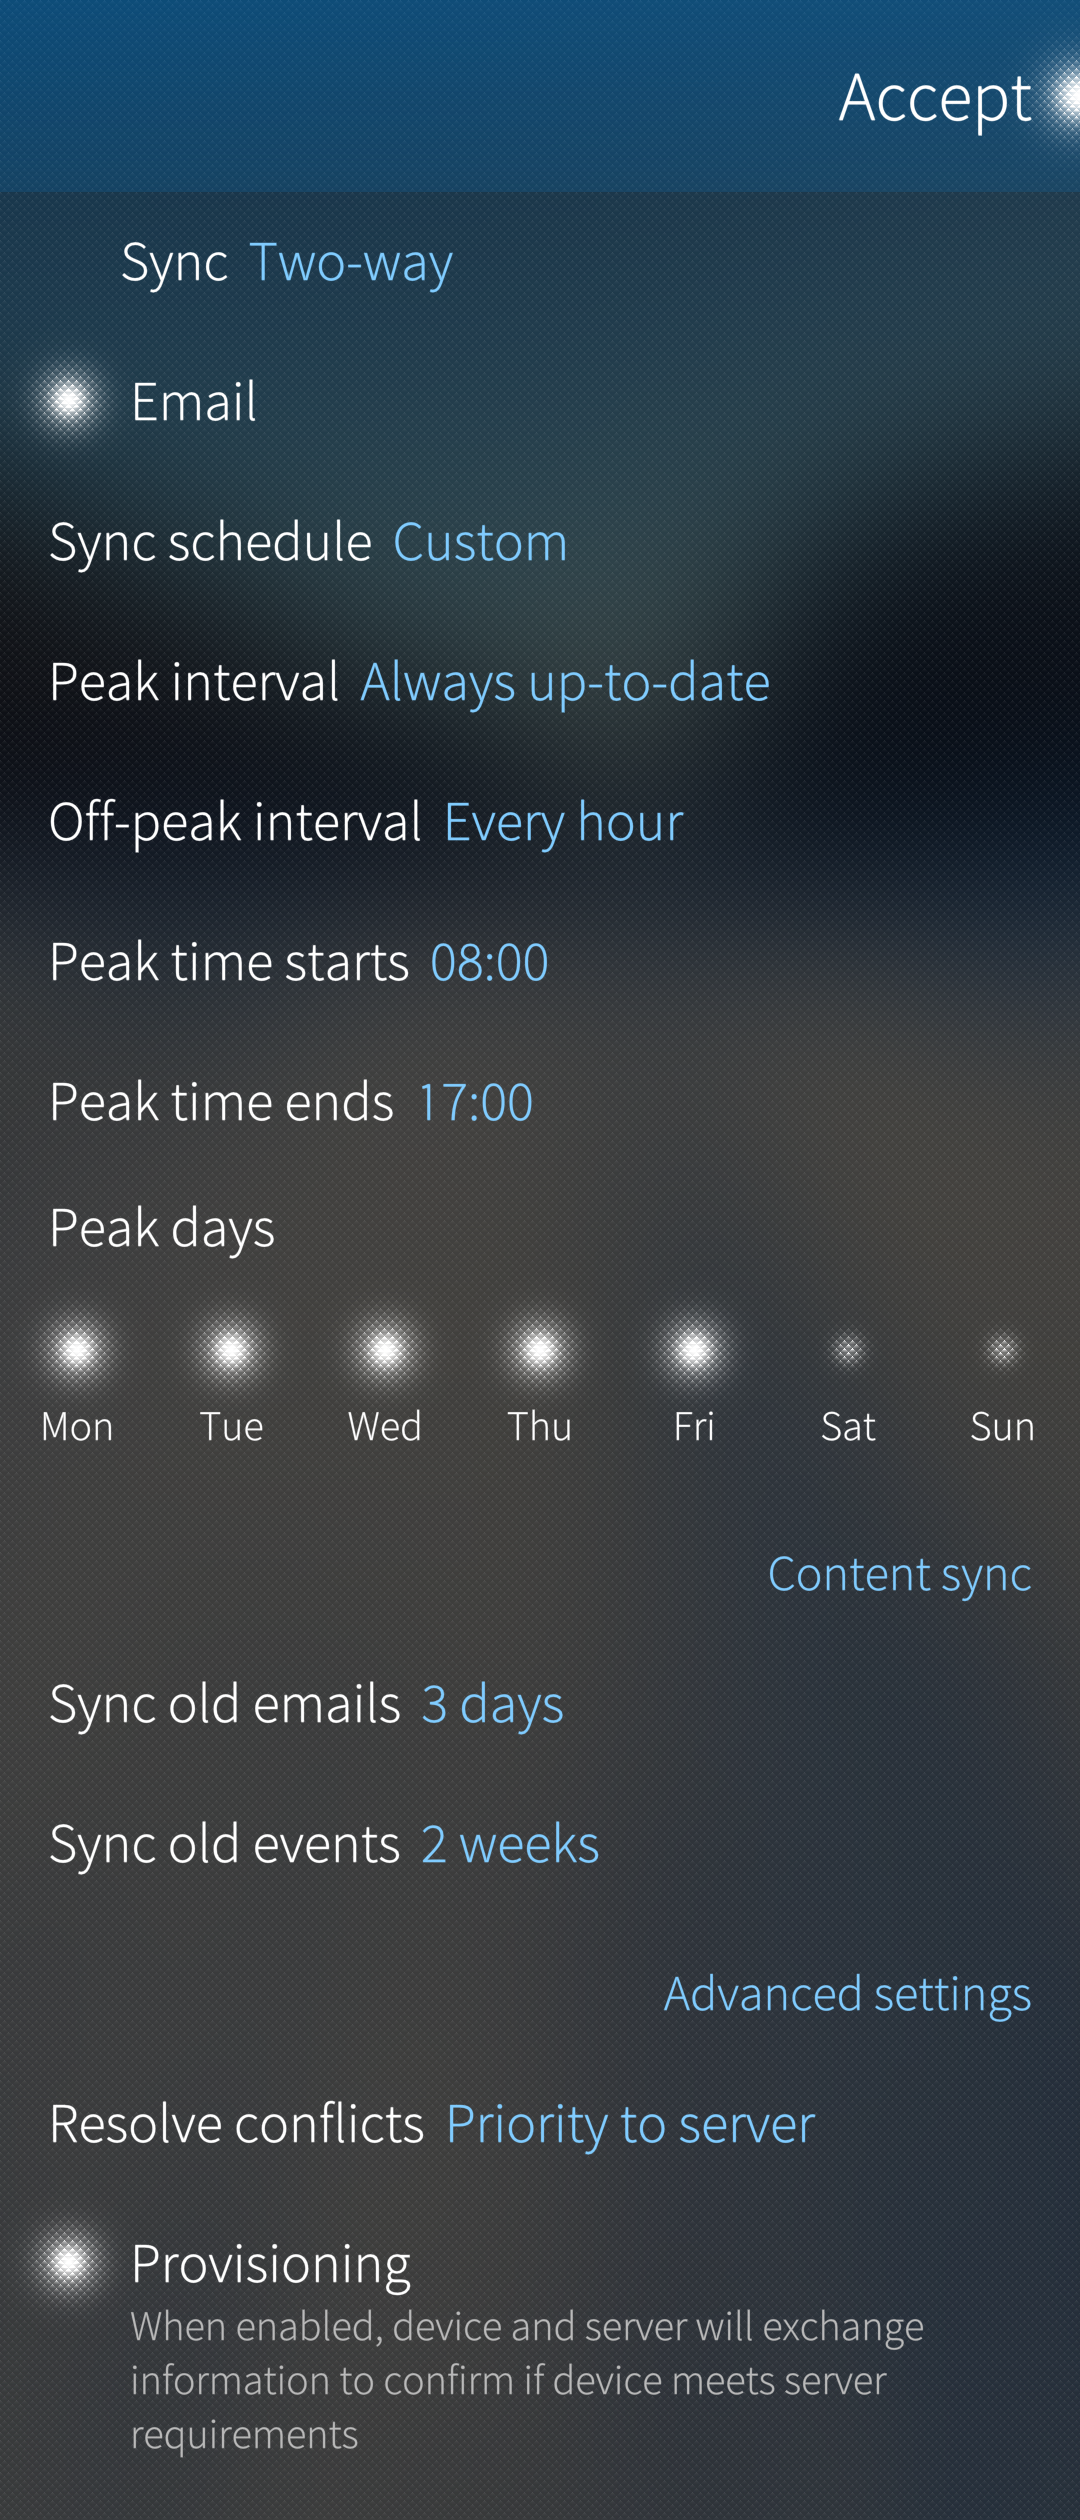 Accept
Sync Two-way
Email
Sync schedule Custom
Peak interval Always up-to-date
Off-peak interval Every hour
Peak time starts 08:00
Peak time ends 17:00
Peak days
Mon Tue Wed Thu Fri Sat Sun
Content sync
Sync old emails 3 days
Sync old events 2 weeks
Advanced settings
Resolve conflicts Priority to server
Provisioning
When enabled, device and server will exchange
information to confirm if device meets server
requirements